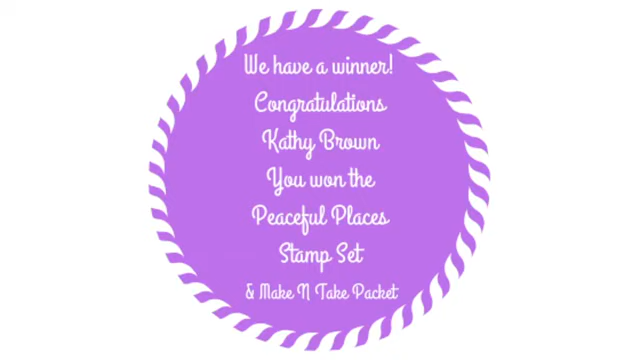 We have a winner!
Congratulations
Kathy Brown
You won the
Peaceful Places
Stamp Set
& Make N Take Packet